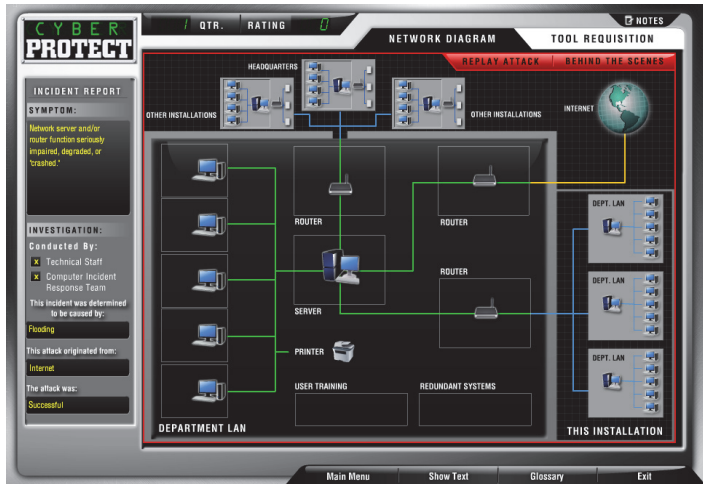 CYBER
PROTECT
1 QTR. RATING 0
NOTES
NETWORK DIAGRAM
TOOL REQUISITION
REPLAY ATTACK
BEHIND THE SCENES
INCIDENT REPORT
SYMPTOM:
Network server and/or
router function seriously
impaired, degraded, or
"crashed."
INVESTIGATION:
Conducted By:
x Technical Staff
x Computer Incident
Response Team
This incident was determined
to be caused by:
Flooding
This attack originated from:
Internet
The attack was:
Successful
HEADQUARTERS
OTHER INSTALLATIONS
OTHER INSTALLATIONS
INTERNET
ROUTER
ROUTER
SERVER
ROUTER
PRINTER
USER TRAINING
REDUNDANT SYSTEMS
DEPARTMENT LAN
DEPT. LAN
DEPT. LAN
DEPT. LAN
THIS INSTALLATION
Main Menu
Show Text
Glossary
Exit